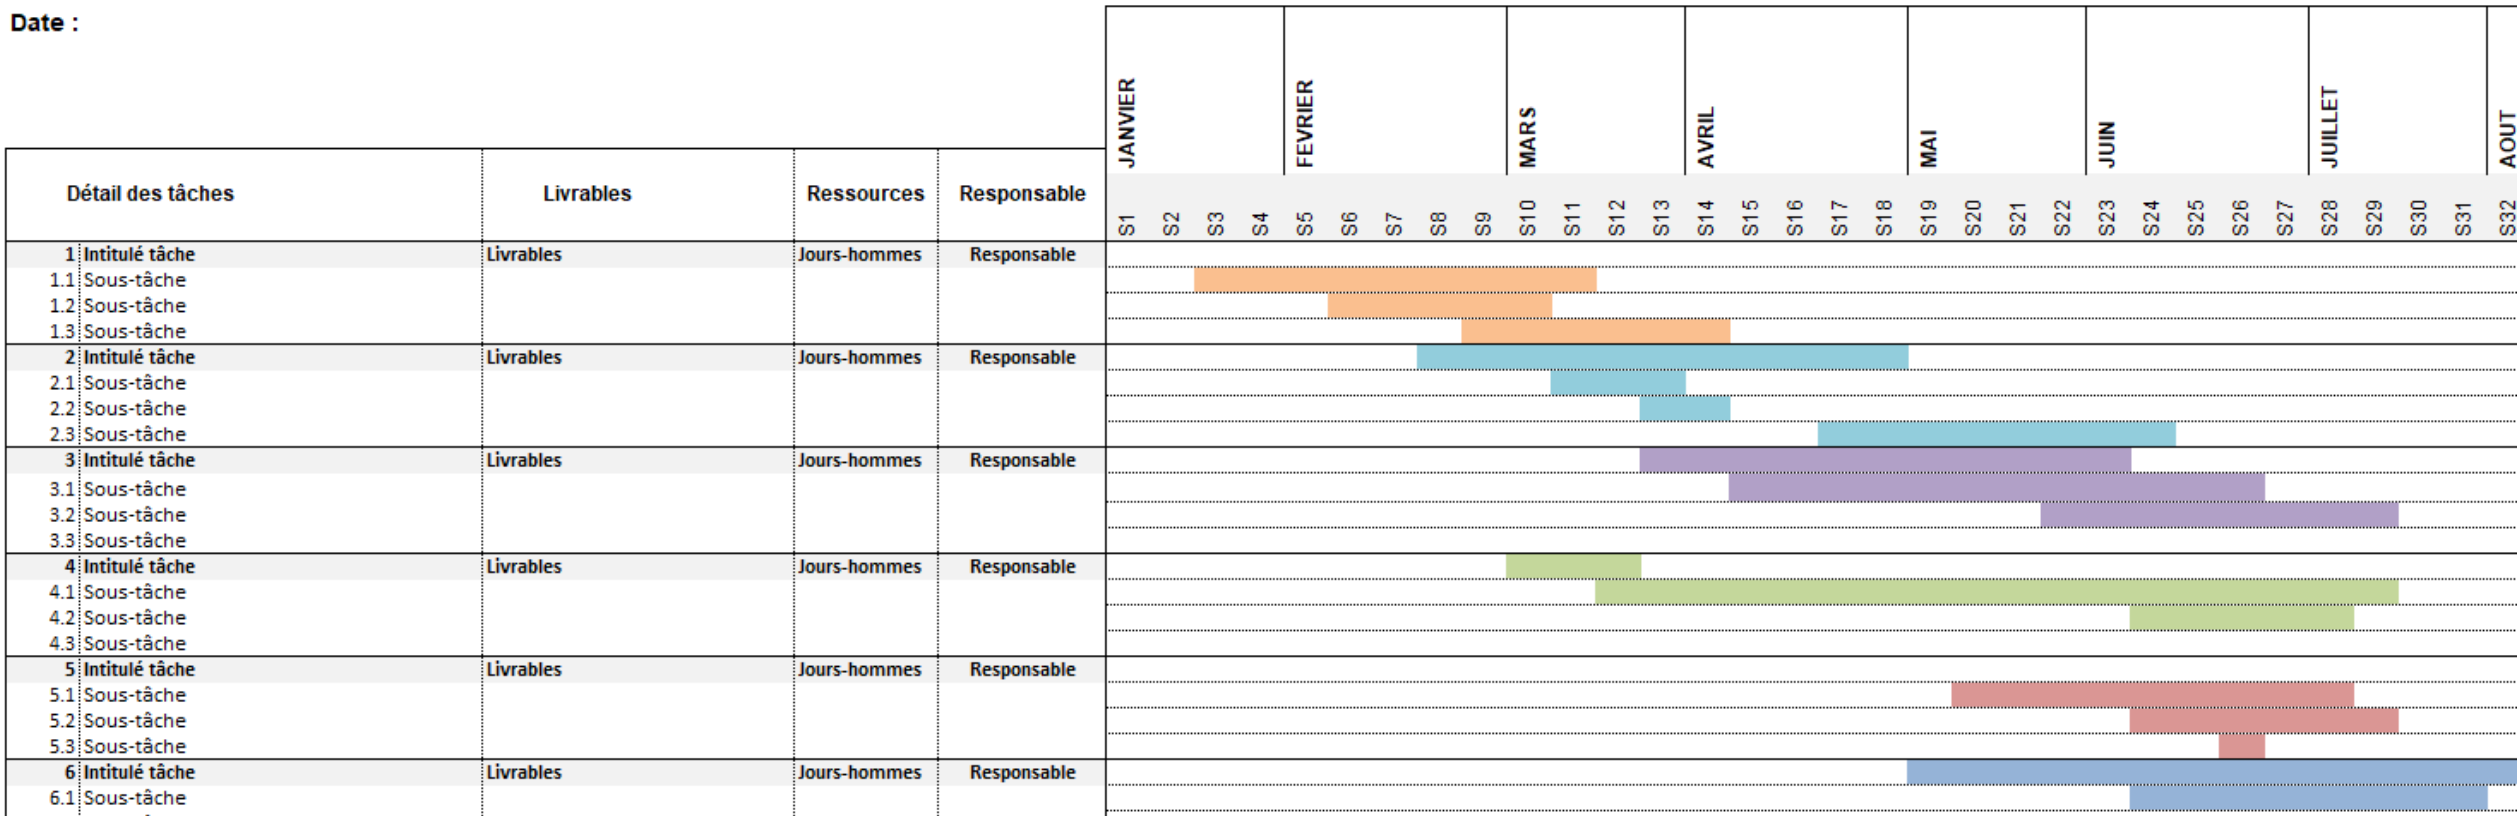 Date :
JANVIER FEVRIER MARS AVRIL MAI JUIN JUILLET AOUT
Détail des tâches Livrables Ressources Responsable
S1 S2 S3 S4 S5 S6 S7 S8 S9 S10 S11 S12 S13 S14 S15 S16 S17 S18 S19 S20 S21 S22 S23 S24 S25 S26 S27 S28 S29 S30 S31 S32
1 Intitulé tâche Livrables Jours-hommes Responsable
1.1 Sous-tâche
1.2 Sous-tâche
1.3 Sous-tâche
2 Intitulé tâche Livrables Jours-hommes Responsable
2.1 Sous-tâche
2.2 Sous-tâche
2.3 Sous-tâche
3 Intitulé tâche Livrables Jours-hommes Responsable
3.1 Sous-tâche
3.2 Sous-tâche
3.3 Sous-tâche
4 Intitulé tâche Livrables Jours-hommes Responsable
4.1 Sous-tâche
4.2 Sous-tâche
4.3 Sous-tâche
5 Intitulé tâche Livrables Jours-hommes Responsable
5.1 Sous-tâche
5.2 Sous-tâche
5.3 Sous-tâche
6 Intitulé tâche Livrables Jours-hommes Responsable
6.1 Sous-tâche